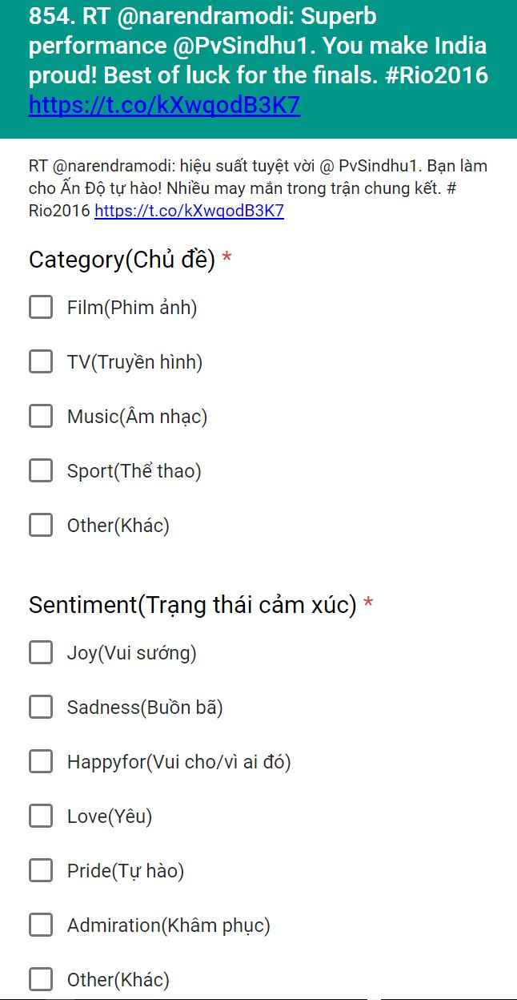 854. RT @narendramodi: Superb
performance @PvSindhu1. You make India
proud! Best of luck for the finals. #Rio2016
https://t.co/kXwqodB3K7
RT @narendramodi: hiệu suất tuyệt vời @ PvSindhu1. Bạn làm
cho Ấn Độ tự hào! Nhiều may mắn trong trận chung kết. #
Rio2016 https://t.co/kXwqodB3K7
Category(Chủ đề) *
Film(Phim ảnh)
TV(Truyền hình)
Music(Âm nhạc)
Sport(Thể thao)
Other(Khác)
Sentiment(Trạng thái cảm xúc) *
Joy(Vui sướng)
Sadness(Buồn bã)
Happyfor(Vui cho/vì ai đó)
Love(Yêu)
Pride(Tự hào)
Admiration(Khâm phục)
Other(Khác)